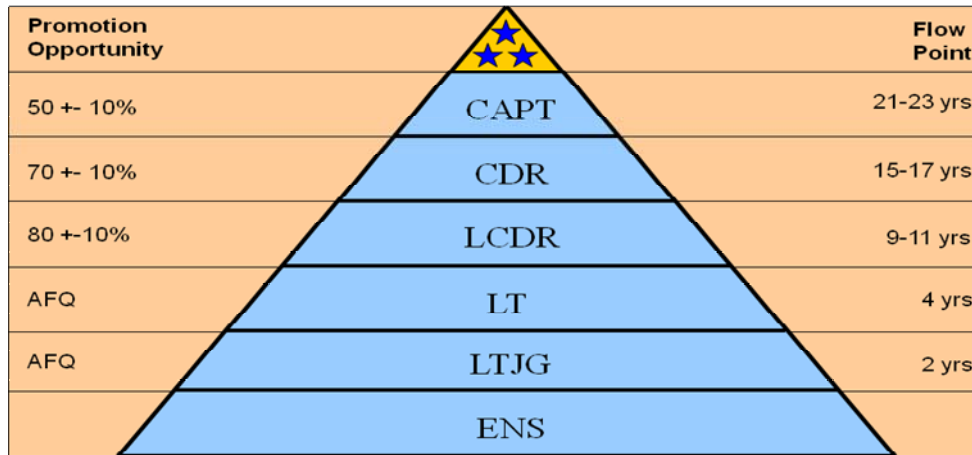 Promotion
Opportunity
Flow
Point
50 +- 10%
CAPT
21-23 yrs
70 +- 10%
CDR
15-17 yrs
80 +-10%
LCDR
9-11 yrs
AFQ
LT
4 yrs
AFQ
LTJG
2 yrs
ENS